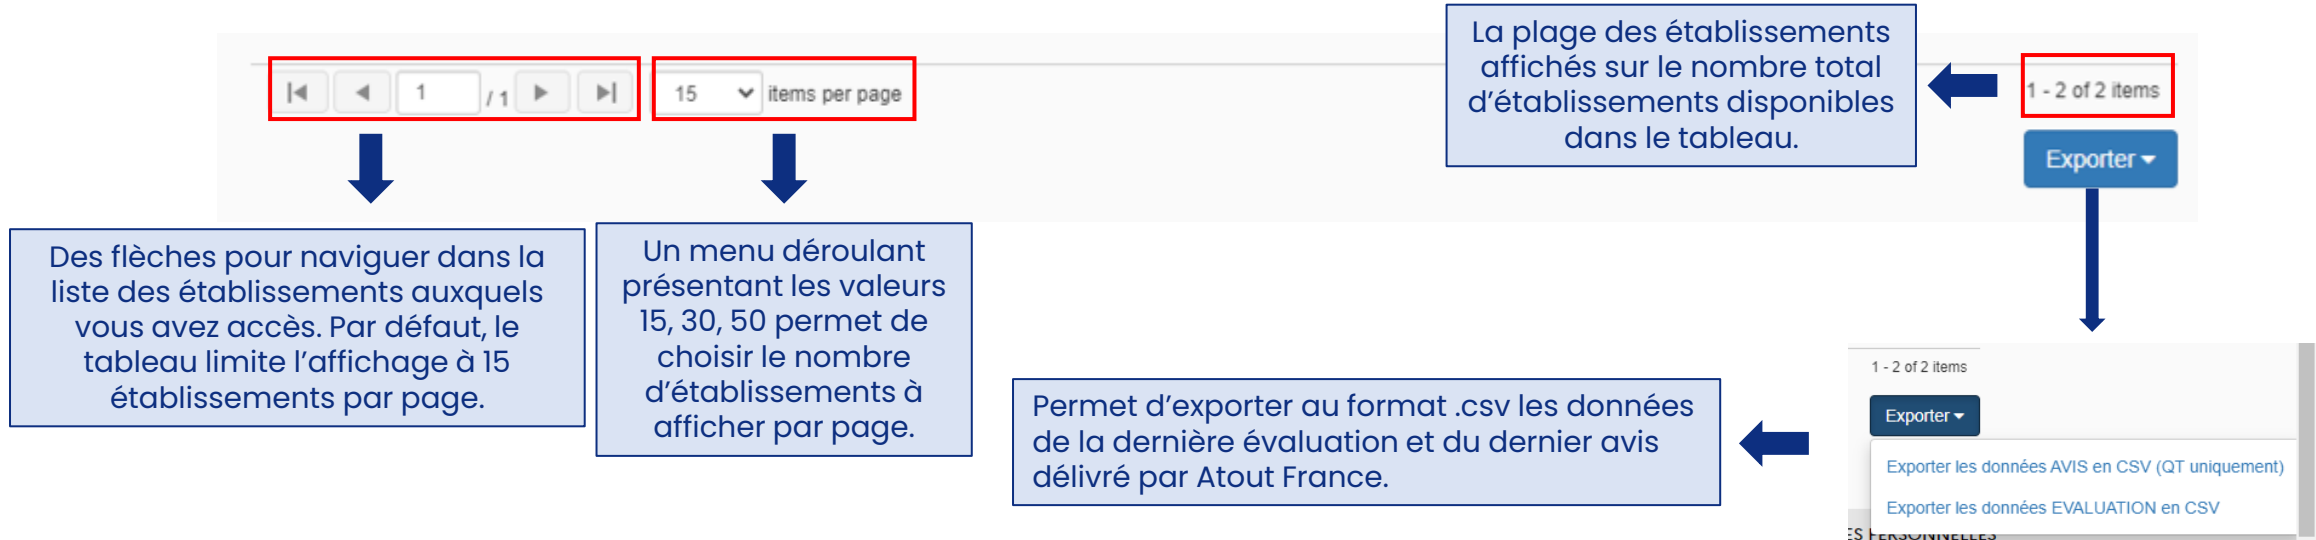 La plage des établissements
affichés sur le nombre total
d'établissements disponibles
dans le tableau.
1
/ 1
15
items per page
1 - 2 of 2 items
Exporter
Des flèches pour naviguer dans la
liste des établissements auxquels
vous avez accès. Par défaut, le
tableau limite l'affichage à 15
établissements par page.
Un menu déroulant
présentant les valeurs
15, 30, 50 permet de
choisir le nombre
d'établissements à
afficher par page.
Permet d'exporter au format .csv les données
de la dernière évaluation et du dernier avis
délivré par Atout France.
1 - 2 of 2 items
Exporter
Exporter les données AVIS en CSV (QT uniquement)
Exporter les données EVALUATION en CSV
ES PERSONNELLES